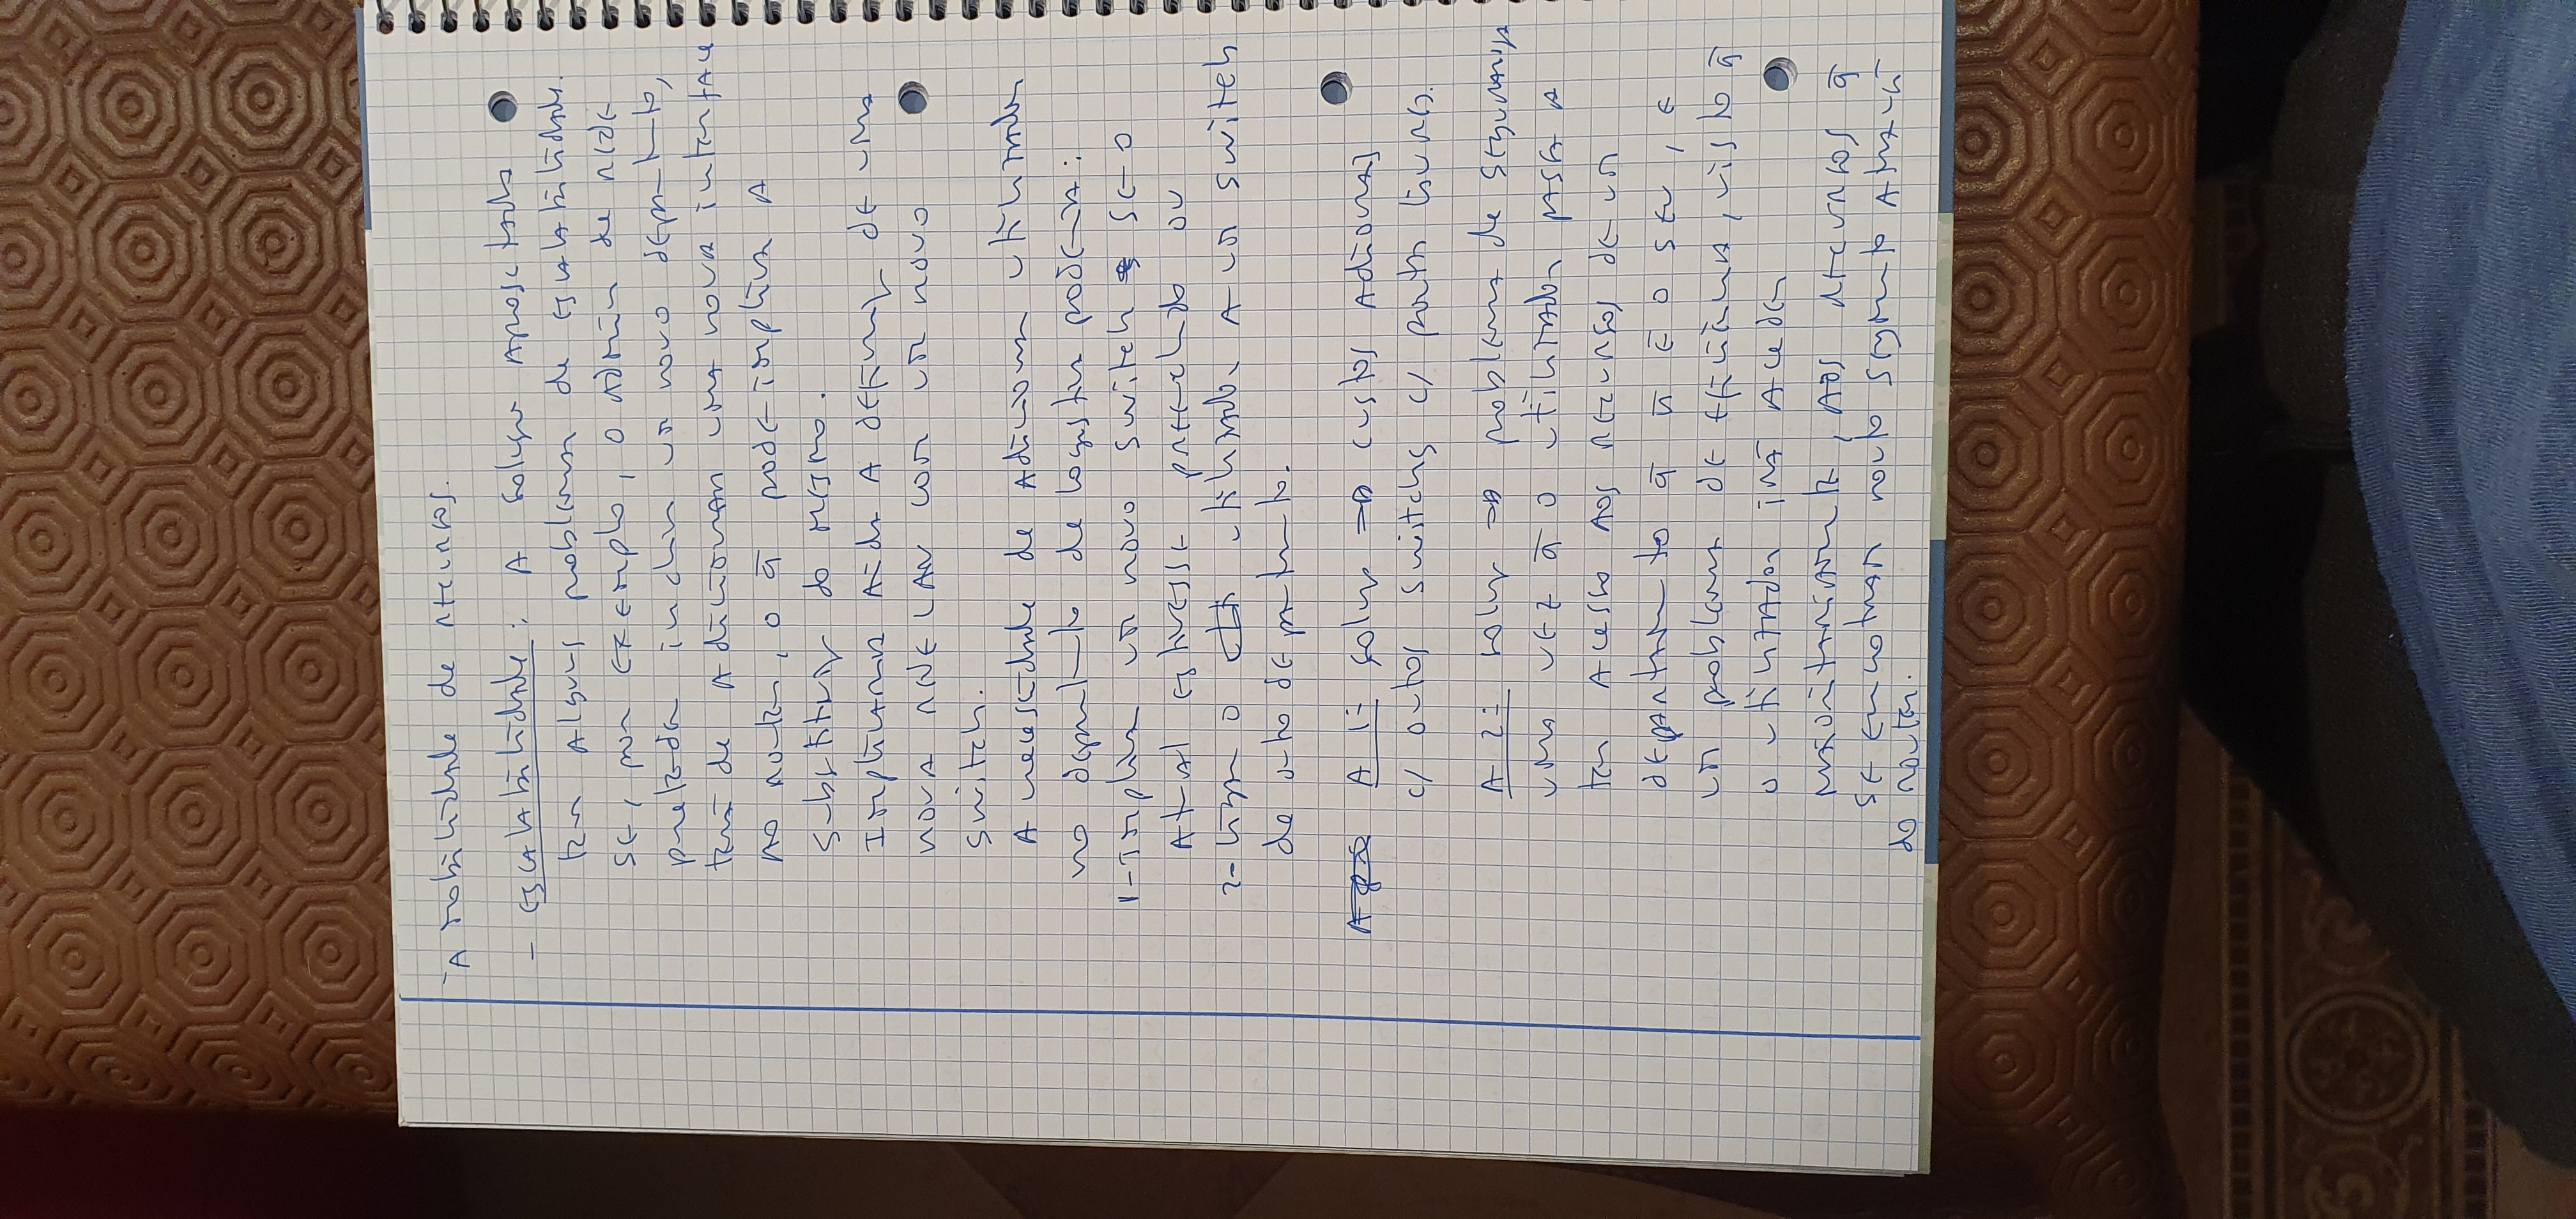 À mobilidade de recursos.
- Escalabilidade: A solução apresentada
tem alguns problemas de escalabilidade.
Se, por exemplo, o admin de rede
pretender incluir um novo departamento,
terá de adicionar uma nova interface
no router, o q̄ pode implicar a
substituição do mesmo.
Implicaria ainda a definição de uma
nova rede LAN com um novo
switch.
A necessidade de adicionar utilizadores
no departamento de logística poderia:
1- Implicar um novo switch se o
atual estivesse preenchido ou
2- ligar o utilizador a um switch
de outro departamento.
A 1ª solução => custos adicionais
c/ outros switchs c/ portas livres.
A 2ª solução => problemas de segurança
uma vez q̄ o utilizador passa a
ter acesso aos recursos de um
departamento q̄ ñ é o seu, e
um problema de eficiência, visto q̄
o utilizador irá aceder
maioritariamente, aos recursos q̄
se encontram noutro segmento através
do router.